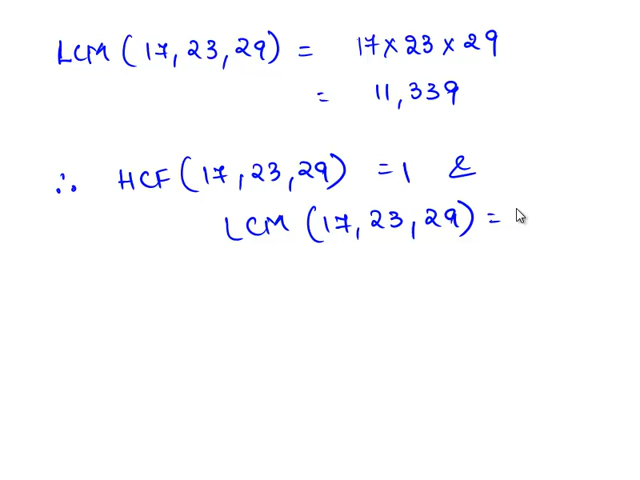 LCM (17, 23, 29) = 17 × 23 × 29
= 11,339
∴ HCF (17, 23, 29) = 1 &
LCM (17, 23, 29) =